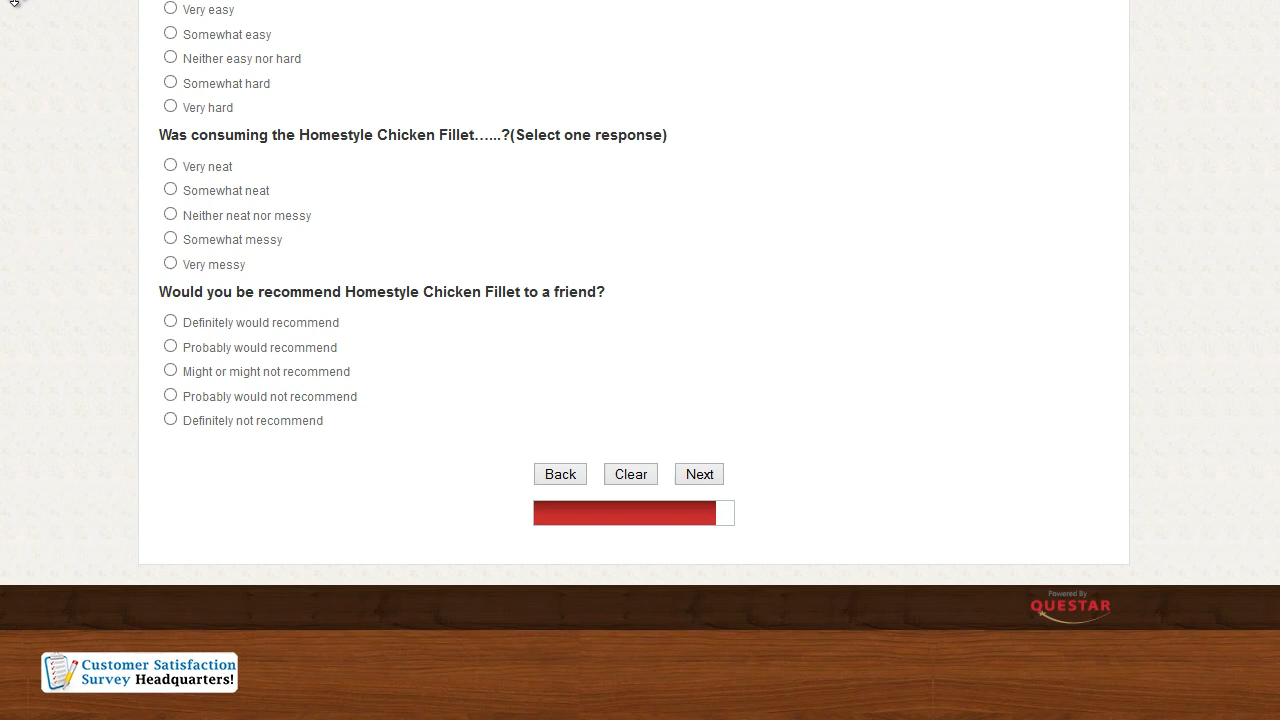 Very easy
Somewhat easy
Neither easy nor hard
Somewhat hard
Very hard
Was consuming the Homestyle Chicken Fillet…...?(Select one response)
Very neat
Somewhat neat
Neither neat nor messy
Somewhat messy
Very messy
Would you be recommend Homestyle Chicken Fillet to a friend?
Definitely would recommend
Probably would recommend
Might or might not recommend
Probably would not recommend
Definitely not recommend
Back Clear Next
Powered By
QUESTAR
Customer Satisfaction
Survey Headquarters!